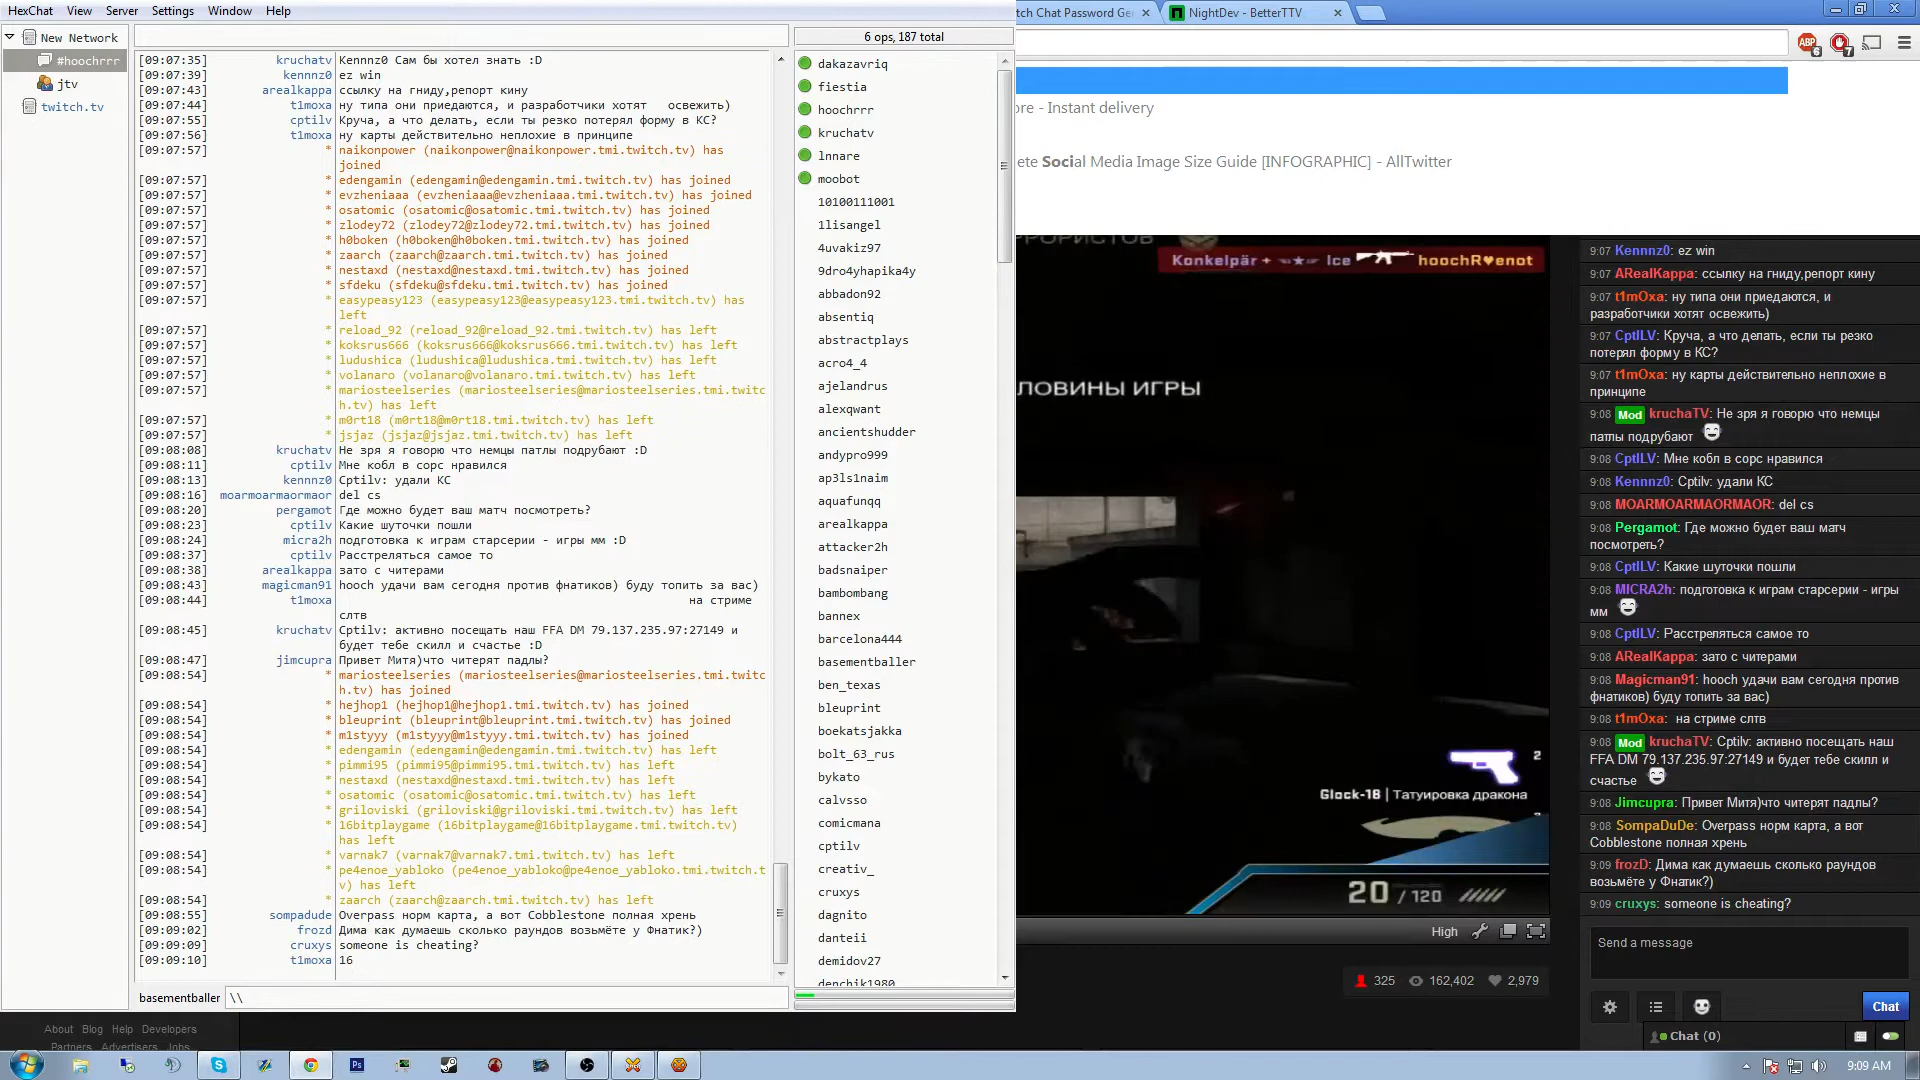 HexChat View Server Settings Window Help
New Network
#hoochrrr
jtv
twitch.tv
[09:07:35] kruchatv Kennnz0 Сам бы хотел знать :D
[09:07:39] kennnz0 ez win
[09:07:43] arealkappa ссылку на гниду,репорт кину
[09:07:44] t1moxa ну типа они приедаются, и разработчики хотят освежить)
[09:07:55] cptilv Круча, а что делать, если ты резко потерял форму в КС?
[09:07:56] t1moxa ну карты действительно неплохие в принципе
[09:07:57] * naikonpower (naikonpower@naikonpower.tmi.twitch.tv) has
joined
[09:07:57] * edengamin (edengamin@edengamin.tmi.twitch.tv) has joined
[09:07:57] * evzheniaaa (evzheniaaa@evzheniaaa.tmi.twitch.tv) has joined
[09:07:57] * osatomic (osatomic@osatomic.tmi.twitch.tv) has joined
[09:07:57] * zlodey72 (zlodey72@zlodey72.tmi.twitch.tv) has joined
[09:07:57] * h0boken (h0boken@h0boken.tmi.twitch.tv) has joined
[09:07:57] * zaarch (zaarch@zaarch.tmi.twitch.tv) has joined
[09:07:57] * nestaxd (nestaxd@nestaxd.tmi.twitch.tv) has joined
[09:07:57] * sfdeku (sfdeku@sfdeku.tmi.twitch.tv) has joined
[09:07:57] * easypeasy123 (easypeasy123@easypeasy123.tmi.twitch.tv) has
left
[09:07:57] * reload_92 (reload_92@reload_92.tmi.twitch.tv) has left
[09:07:57] * koksrus666 (koksrus666@koksrus666.tmi.twitch.tv) has left
[09:07:57] * ludushica (ludushica@ludushica.tmi.twitch.tv) has left
[09:07:57] * volanaro (volanaro@volanaro.tmi.twitch.tv) has left
[09:07:57] * mariosteelseries (mariosteelseries@mariosteelseries.tmi.twitc
h.tv) has left
[09:07:57] * m0rt18 (m0rt18@m0rt18.tmi.twitch.tv) has left
[09:07:57] * jsjaz (jsjaz@jsjaz.tmi.twitch.tv) has left
[09:08:08] kruchatv Не зря я говорю что немцы патлы подрубают :D
[09:08:11] cptilv Мне кобл в сорс нравился
[09:08:13] kennnz0 Cptilv: удали КС
[09:08:16] moarmoarmaormaor del cs
[09:08:20] pergamot Где можно будет ваш матч посмотреть?
[09:08:23] cptilv Какие шуточки пошли
[09:08:24] micra2h подготовка к играм старсерии - игры мм :D
[09:08:37] cptilv Расстреляться самое то
[09:08:38] arealkappa зато с читерами
[09:08:43] magicman91 hooch удачи вам сегодня против фнатиков) буду топить за вас)
[09:08:44] t1moxa на стриме
слтв
[09:08:45] kruchatv Cptilv: активно посещать наш FFA DM 79.137.235.97:27149 и
будет тебе скилл и счастье :D
[09:08:47] jimcupra Привет Митя)что читерят падлы?
[09:08:54] * mariosteelseries (mariosteelseries@mariosteelseries.tmi.twitc
h.tv) has joined
[09:08:54] * hejhop1 (hejhop1@hejhop1.tmi.twitch.tv) has joined
[09:08:54] * bleuprint (bleuprint@bleuprint.tmi.twitch.tv) has joined
[09:08:54] * m1styyy (m1styyy@m1styyy.tmi.twitch.tv) has joined
[09:08:54] * edengamin (edengamin@edengamin.tmi.twitch.tv) has left
[09:08:54] * pimmi95 (pimmi95@pimmi95.tmi.twitch.tv) has left
[09:08:54] * nestaxd (nestaxd@nestaxd.tmi.twitch.tv) has left
[09:08:54] * osatomic (osatomic@osatomic.tmi.twitch.tv) has left
[09:08:54] * griloviski (griloviski@griloviski.tmi.twitch.tv) has left
[09:08:54] * 16bitplaygame (16bitplaygame@16bitplaygame.tmi.twitch.tv)
has left
[09:08:54] * varnak7 (varnak7@varnak7.tmi.twitch.tv) has left
[09:08:54] * pe4enoe_yabloko (pe4enoe_yabloko@pe4enoe_yabloko.tmi.twitch.t
v) has left
[09:08:54] * zaarch (zaarch@zaarch.tmi.twitch.tv) has left
[09:08:55] sompadude Overpass норм карта, а вот Cobblestone полная хрень
[09:09:02] frozd Дима как думаешь сколько раундов возьмёте у Фнатик?)
[09:09:09] cruxys someone is cheating?
[09:09:10] t1moxa 16
basementballer \\
6 ops, 187 total
dakazavriq
fiestia
hoochrrr
kruchatv
lnnare
moobot
10100111001
1lisangel
4uvakiz97
9dro4yhapika4y
abbadon92
absentiq
abstractplays
acro4_4
ajelandrus
alexqwant
ancientshudder
andypro999
ap3ls1naim
aquafunqq
arealkappa
attacker2h
badsnaiper
bambombang
bannex
barcelona444
basementballer
ben_texas
bleuprint
boekatsjakka
bolt_63_rus
bykato
calvsso
comicmana
cptilv
creativ_
cruxys
dagnito
danteii
demidov27
denchik1980
tch Chat Password Ge
NightDev - BetterTTV
6
7
ore - Instant delivery
ete Social Media Image Size Guide [INFOGRAPHIC] - AllTwitter
РРОРИСТОВ
Konkelpär + Ice hoochR♥enot
ЛОВИНЫ ИГРЫ
2
Glock-18 | Татуировка дракона
20 / 120
High
325 162,402 2,979
9:07 Kennnz0: ez win
9:07 ARealKappa: ссылку на гниду,репорт кину
9:07 t1mOxa: ну типа они приедаются, и
разработчики хотят освежить)
9:07 CptILV: Круча, а что делать, если ты резко
потерял форму в КС?
9:07 t1mOxa: ну карты действительно неплохие в
принципе
9:08 Mod kruchaTV: Не зря я говорю что немцы
патлы подрубают
9:08 CptILV: Мне кобл в сорс нравился
9:08 Kennnz0: Cptilv: удали КС
9:08 MOARMOARMAORMAOR: del cs
9:08 Pergamot: Где можно будет ваш матч
посмотреть?
9:08 CptILV: Какие шуточки пошли
9:08 MICRA2h: подготовка к играм старсерии - игры
мм
9:08 CptILV: Расстреляться самое то
9:08 ARealKappa: зато с читерами
9:08 Magicman91: hooch удачи вам сегодня против
фнатиков) буду топить за вас)
9:08 t1mOxa: на стриме слтв
9:08 Mod kruchaTV: Cptilv: активно посещать наш
FFA DM 79.137.235.97:27149 и будет тебе скилл и
счастье
9:08 Jimcupra: Привет Митя)что читерят падлы?
9:08 SompaDuDe: Overpass норм карта, а вот
Cobblestone полная хрень
9:09 frozD: Дима как думаешь сколько раундов
возьмёте у Фнатик?)
9:09 cruxys: someone is cheating?
Send a message
Chat
Chat (0)
About Blog Help Developers
Partners Advertisers Jobs
Ps
9:09 AM